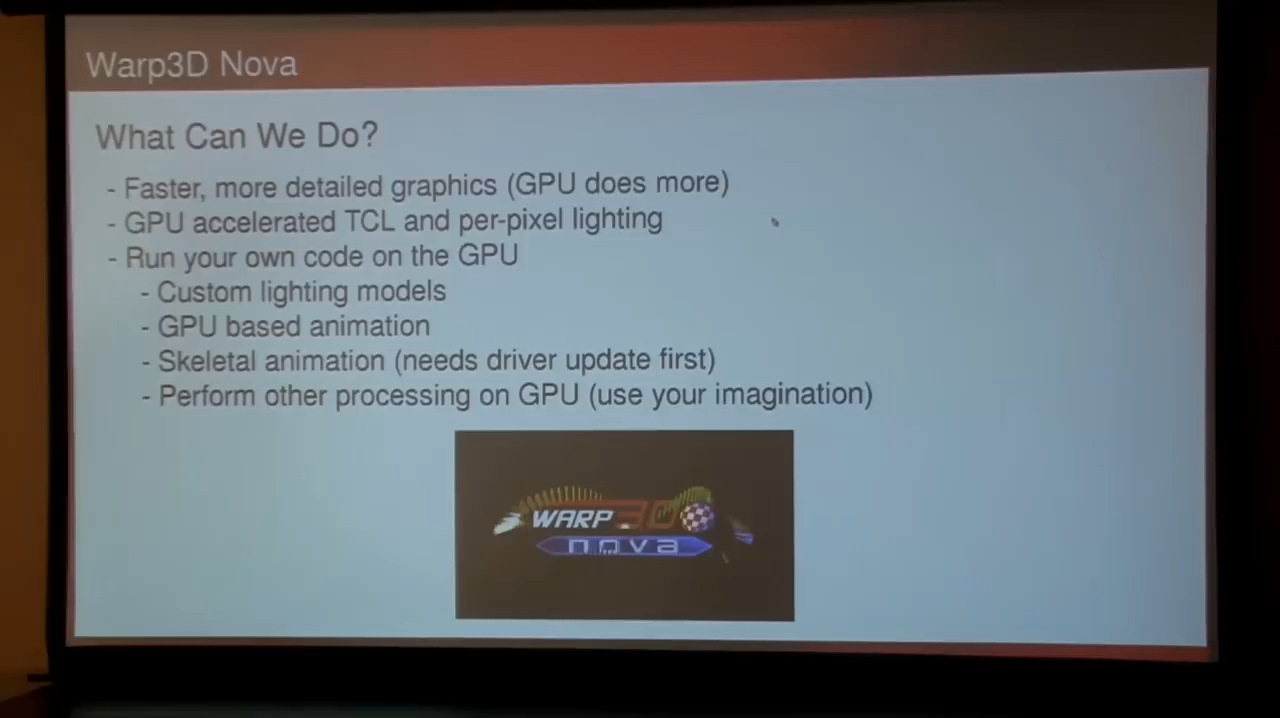 Warp3D Nova
What Can We Do?
- Faster, more detailed graphics (GPU does more)
- GPU accelerated TCL and per-pixel lighting
- Run your own code on the GPU
- Custom lighting models
- GPU based animation
- Skeletal animation (needs driver update first)
- Perform other processing on GPU (use your imagination)
WARP3D
nova